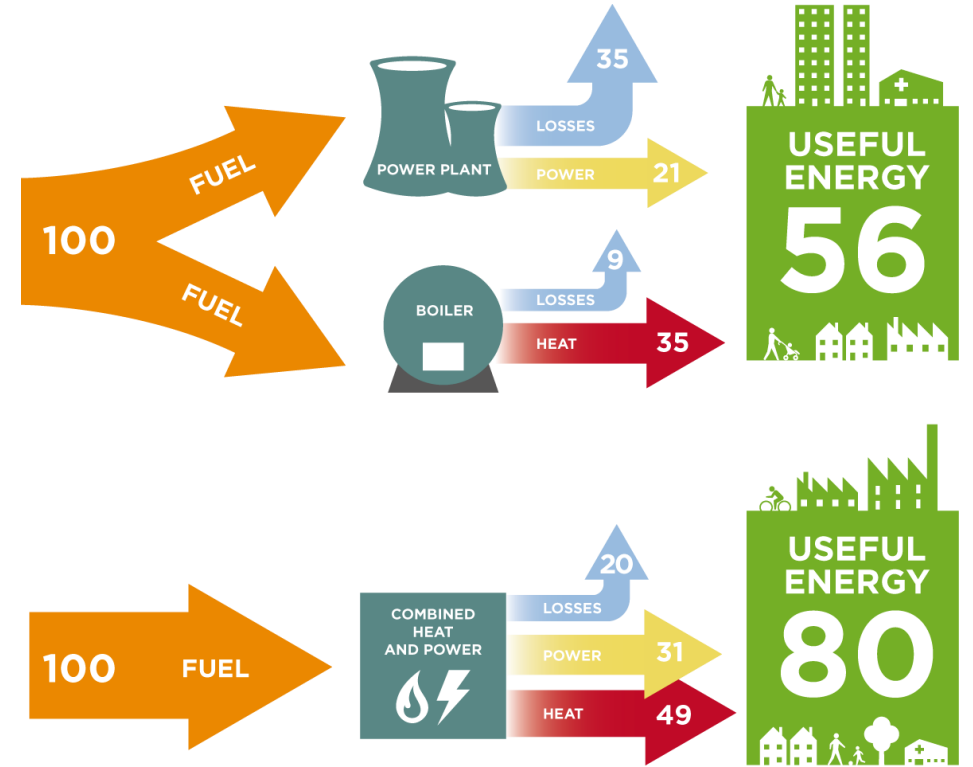 100
FUEL
FUEL
POWER PLANT
LOSSES
35
POWER
21
BOILER
LOSSES
9
HEAT
35
USEFUL
ENERGY
56
100
FUEL
COMBINED
HEAT
AND POWER
LOSSES
20
POWER
31
HEAT
49
USEFUL
ENERGY
80